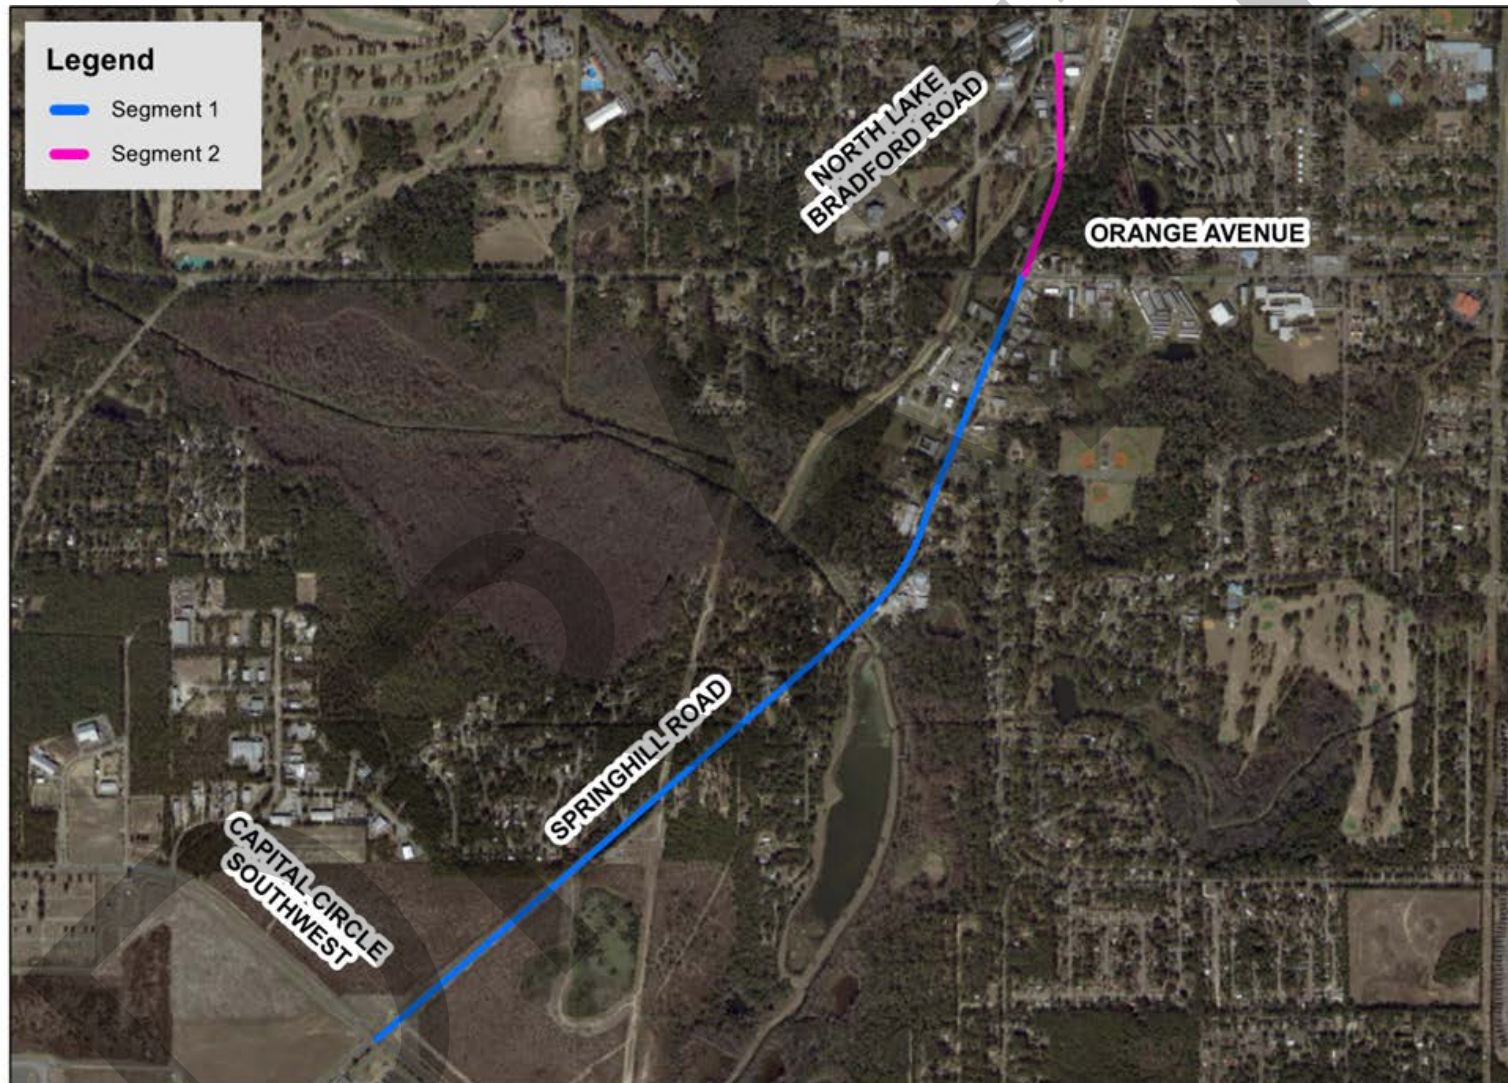 Legend
Segment 1
Segment 2
NORTH LAKE
BRADFORD ROAD
ORANGE AVENUE
SPRINGHILL ROAD
CAPITAL CIRCLE
SOUTHWEST